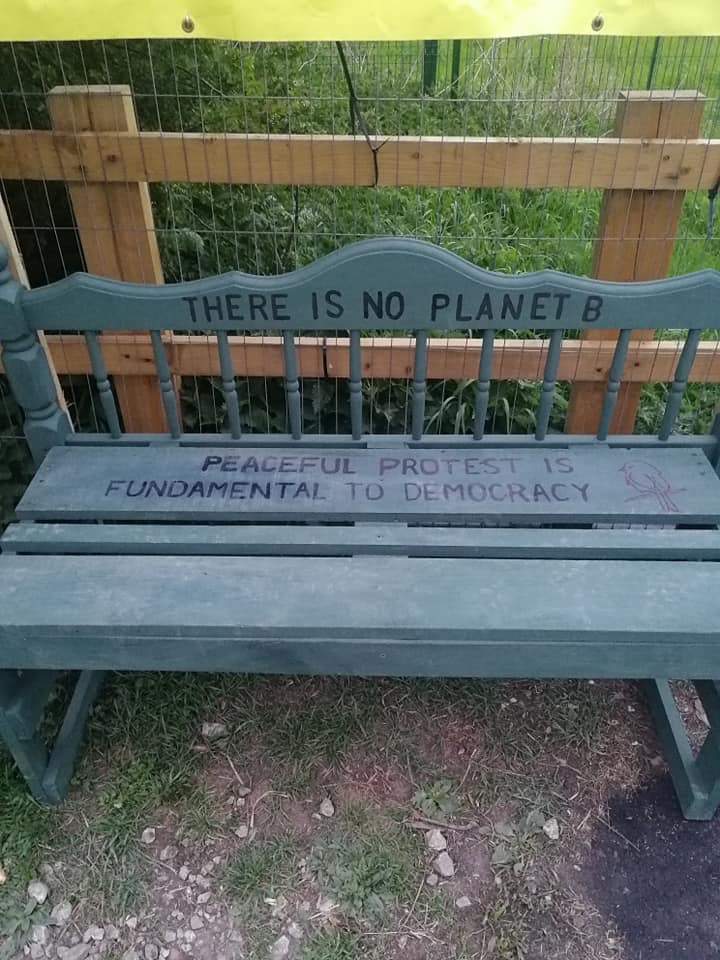 THERE IS NO PLANET B
PEACEFUL PROTEST IS
FUNDAMENTAL TO DEMOCRACY